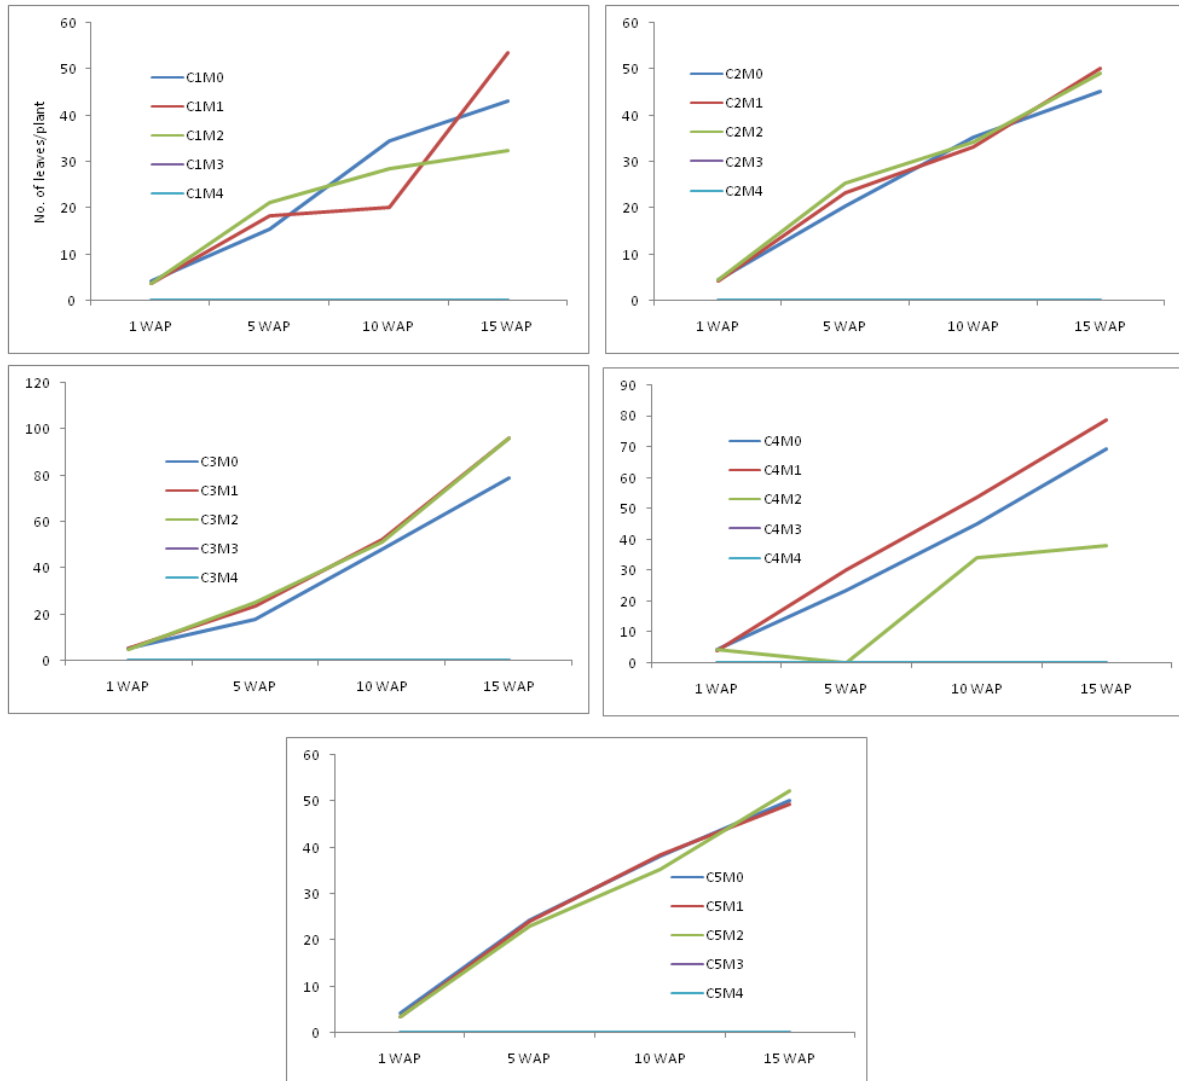 60
50
40
30
20
10
0
No. of leaves/plant
C1M0
C1M1
C1M2
C1M3
C1M4
1 WAP 5 WAP 10 WAP 15 WAP
60
50
40
30
20
10
0
C2M0
C2M1
C2M2
C2M3
C2M4
1 WAP 5 WAP 10 WAP 15 WAP
120
100
80
60
40
20
0
C3M0
C3M1
C3M2
C3M3
C3M4
1 WAP 5 WAP 10 WAP 15 WAP
90
80
70
60
50
40
30
20
10
0
C4M0
C4M1
C4M2
C4M3
C4M4
1 WAP 5 WAP 10 WAP 15 WAP
60
50
40
30
20
10
0
C5M0
C5M1
C5M2
C5M3
C5M4
1 WAP 5 WAP 10 WAP 15 WAP